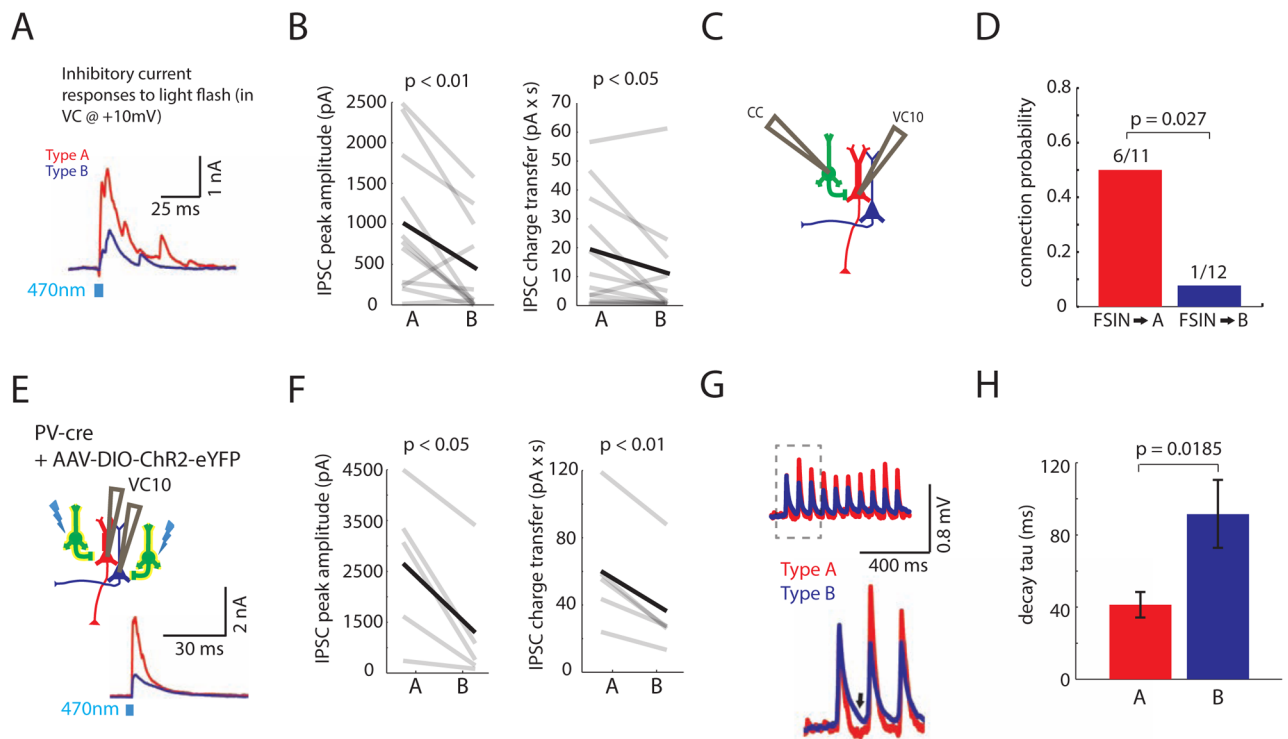 A
Inhibitory current
responses to light flash (in
VC @ +10mV)
Type A
Type B
1 nA
25 ms
470nm
B
p < 0.01
IPSC peak amplitude (pA)
2500
2000
1500
1000
500
0
A B
p < 0.05
IPSC charge transfer (pA x s)
70
60
50
40
30
20
10
0
A B
C
CC
VC10
D
connection probability
0.8
0.6
0.4
0.2
0
p = 0.027
6/11
1/12
FSIN ➡ A FSIN ➡ B
E
PV-cre
+ AAV-DIO-ChR2-eYFP
VC10
2 nA
30 ms
470nm
F
p < 0.05
IPSC peak amplitude (pA)
4500
3500
2500
1500
0
A B
p < 0.01
IPSC charge transfer (pA x s)
120
80
40
0
A B
G
0.8 mV
400 ms
Type A
Type B
H
p = 0.0185
decay tau (ms)
120
80
40
0
A B